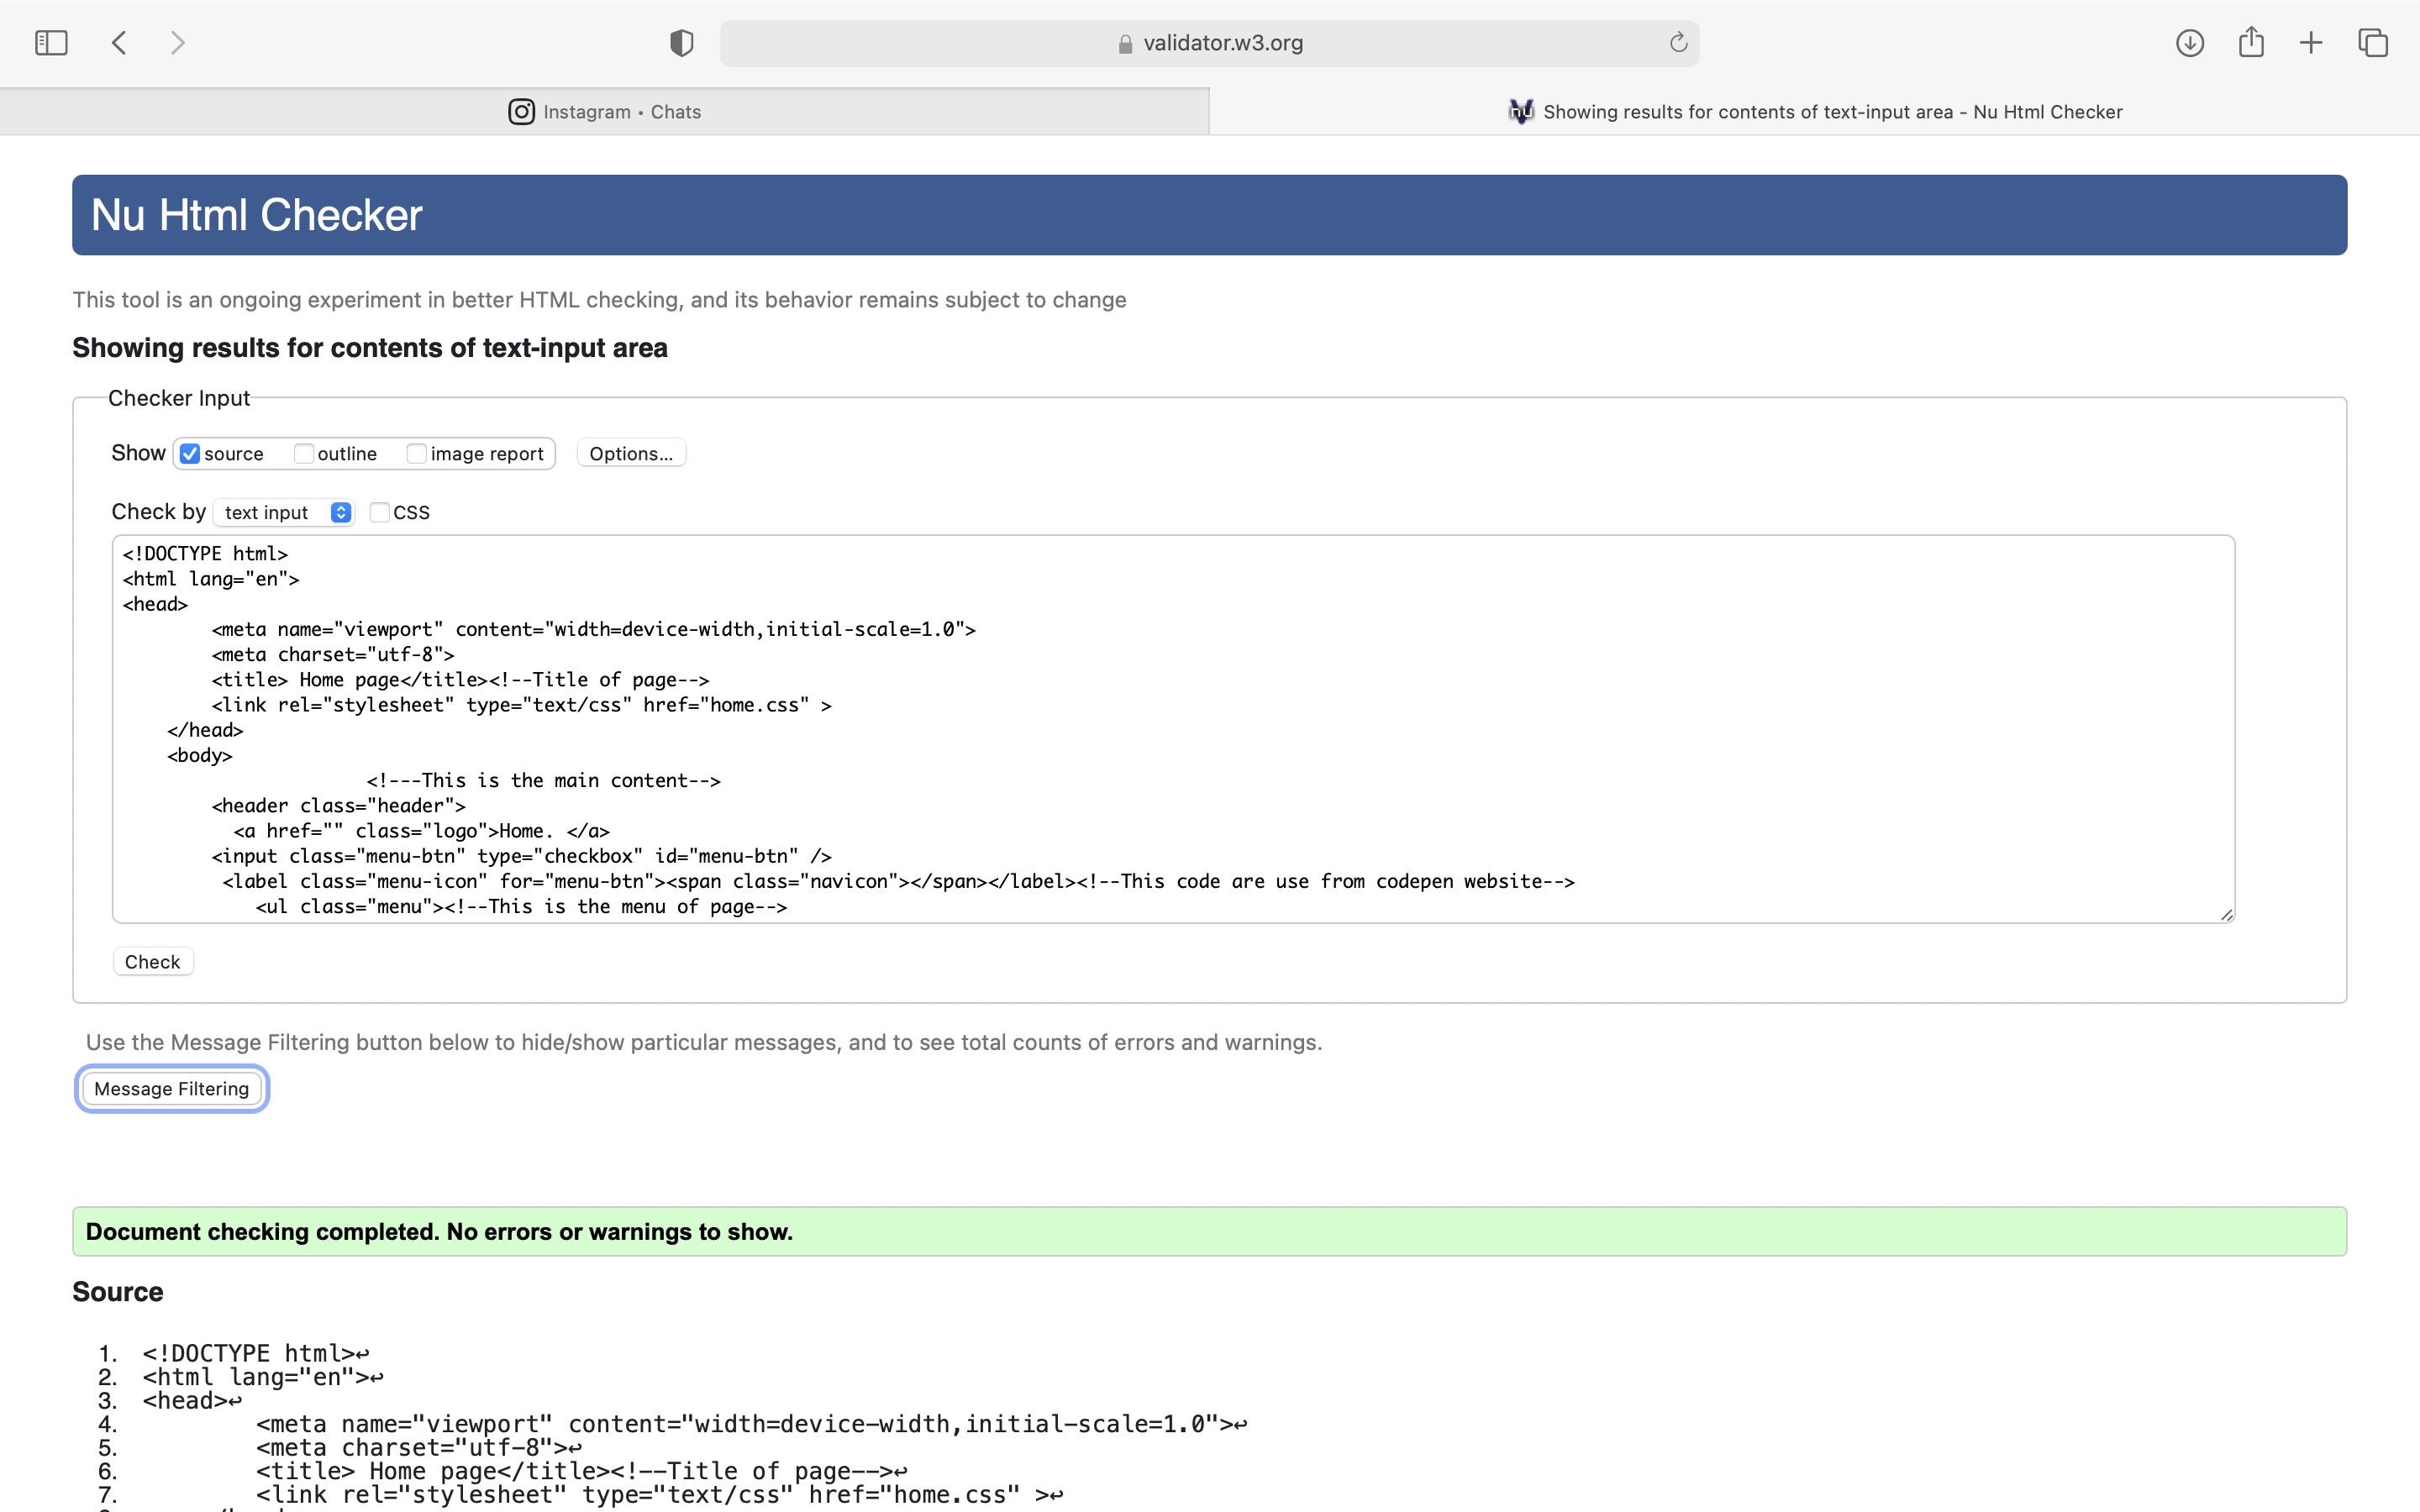 validator.w3.org
Instagram • Chats
Showing results for contents of text-input area - Nu Html Checker
Nu Html Checker
This tool is an ongoing experiment in better HTML checking, and its behavior remains subject to change
Showing results for contents of text-input area
Checker Input
Show source outline image report Options...
Check by text input CSS
<!DOCTYPE html>
<html lang="en">
<head>
<meta name="viewport" content="width=device-width,initial-scale=1.0">
<meta charset="utf-8">
<title> Home page</title><!--Title of page-->
<link rel="stylesheet" type="text/css" href="home.css" >
</head>
<body>
<!---This is the main content-->
<header class="header">
<a href="" class="logo">Home. </a>
<input class="menu-btn" type="checkbox" id="menu-btn" />
<label class="menu-icon" for="menu-btn"><span class="navicon"></span></label><!--This code are use from codepen website-->
<ul class="menu"><!--This is the menu of page-->
Check
Use the Message Filtering button below to hide/show particular messages, and to see total counts of errors and warnings.
Message Filtering
Document checking completed. No errors or warnings to show.
Source
1. <!DOCTYPE html>↩
2. <html lang="en">↩
3. <head>↩
4. <meta name="viewport" content="width=device-width,initial-scale=1.0">↩
5. <meta charset="utf-8">↩
6. <title> Home page</title><!--Title of page-->↩
7. <link rel="stylesheet" type="text/css" href="home.css" >↩